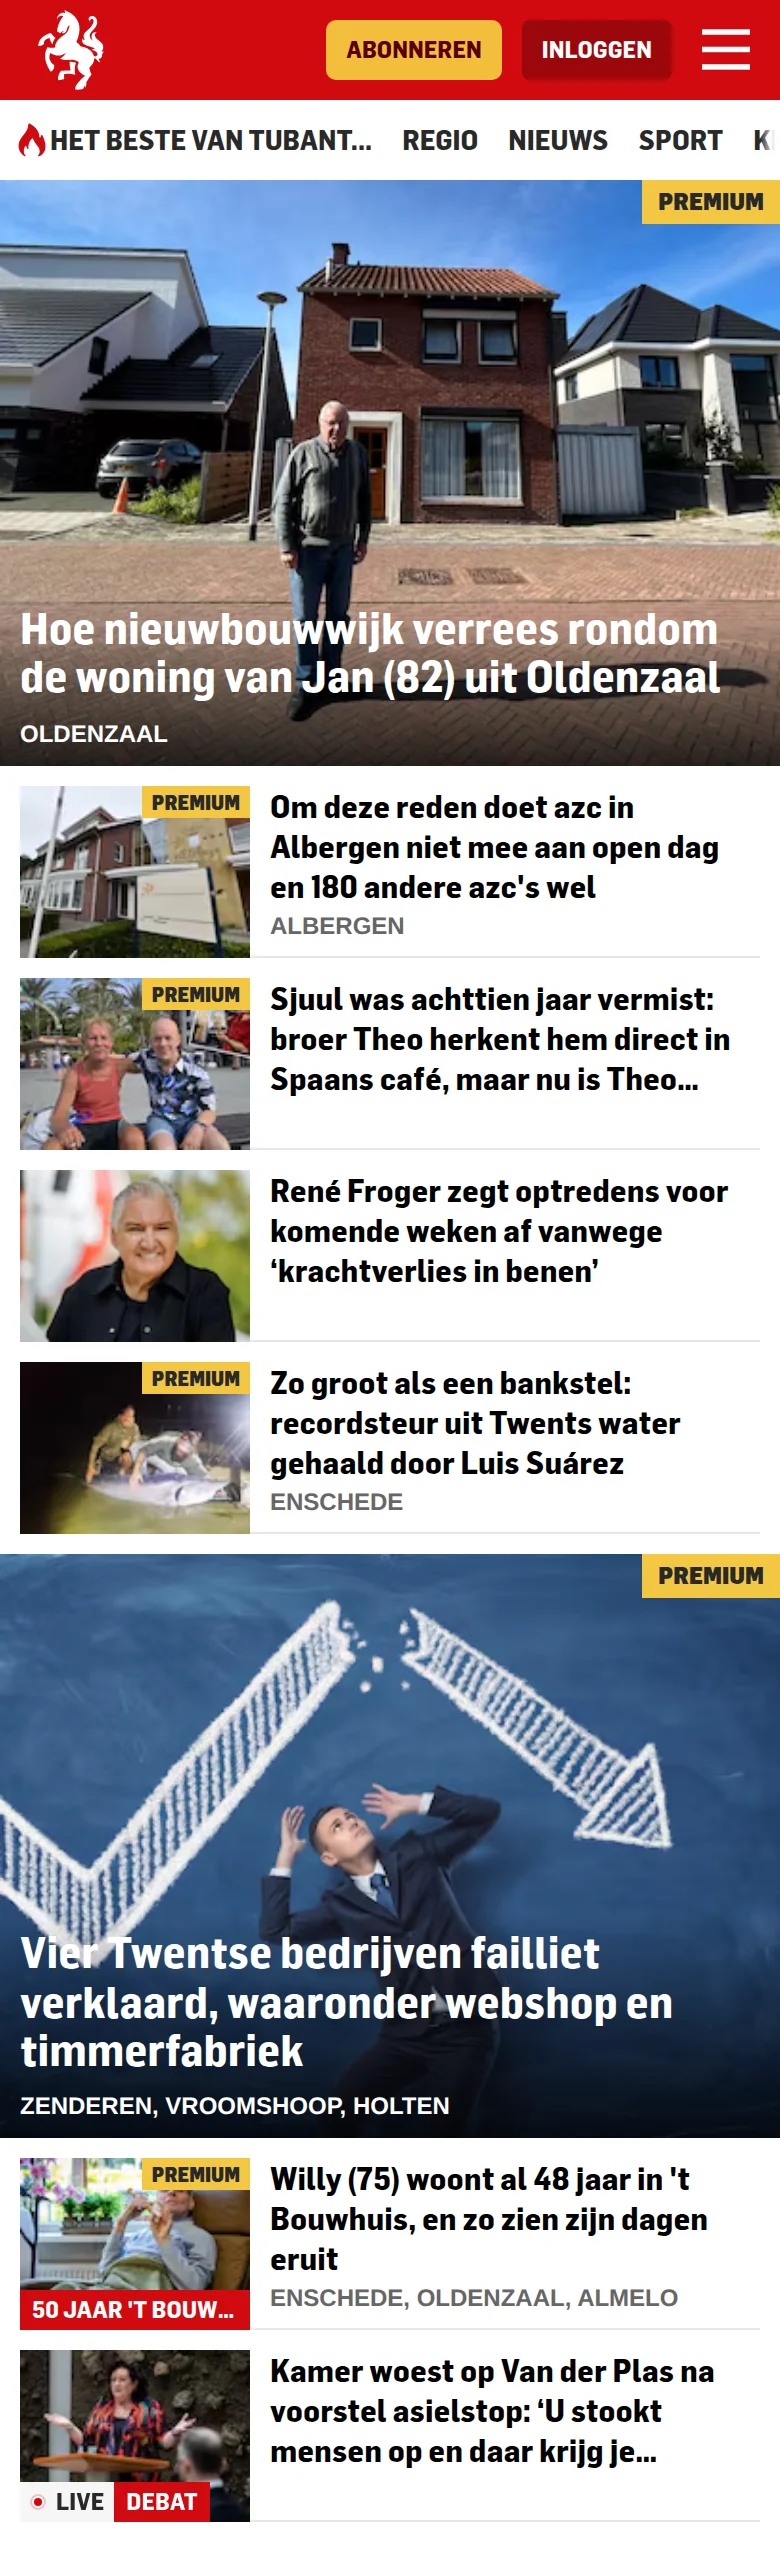 ABONNEREN
INLOGGEN
HET BESTE VAN TUBANT...
REGIO
NIEUWS
SPORT
PREMIUM
Hoe nieuwbouwwijk verrees rondom
de woning van Jan (82) uit Oldenzaal
OLDENZAAL
PREMIUM
Om deze reden doet azc in
Albergen niet mee aan open dag
en 180 andere azc's wel
ALBERGEN
PREMIUM
Sjuul was achttien jaar vermist:
broer Theo herkent hem direct in
Spaans café, maar nu is Theo...
René Froger zegt optredens voor
komende weken af vanwege
‘krachtverlies in benen’
PREMIUM
Zo groot als een bankstel:
recordsteur uit Twents water
gehaald door Luis Suárez
ENSCHEDE
PREMIUM
Vier Twentse bedrijven failliet
verklaard, waaronder webshop en
timmerfabriek
ZENDEREN, VROOMSHOOP, HOLTEN
PREMIUM
50 JAAR 'T BOUW...
Willy (75) woont al 48 jaar in 't
Bouwhuis, en zo zien zijn dagen
eruit
ENSCHEDE, OLDENZAAL, ALMELO
LIVE DEBAT
Kamer woest op Van der Plas na
voorstel asielstop: ‘U stookt
mensen op en daar krijg je...